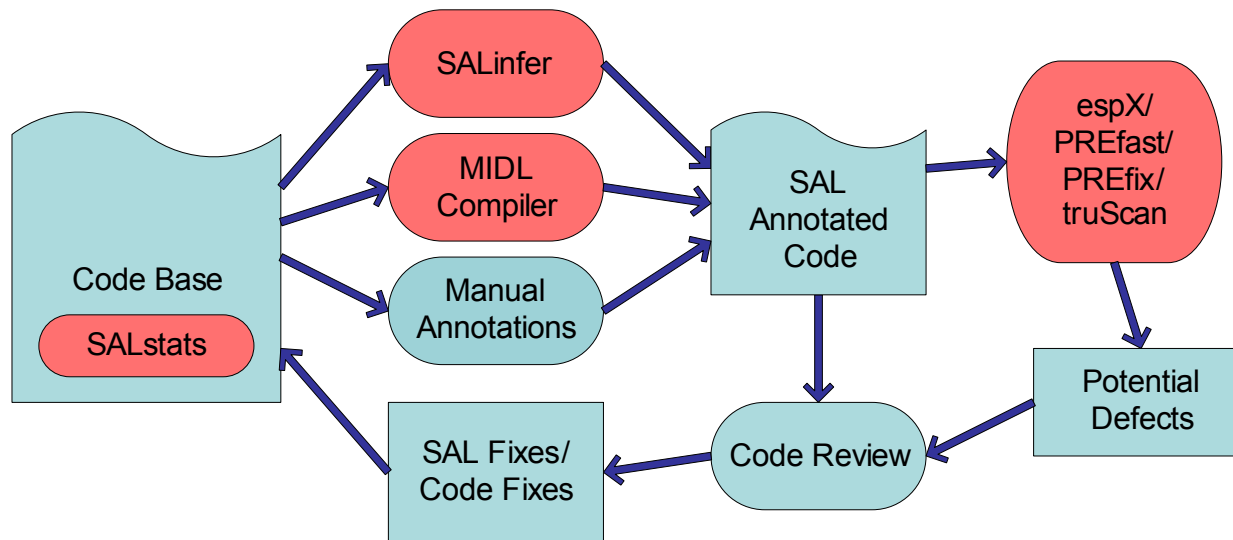 SALinfer
MIDL
Compiler
Manual
Annotations
Code Base
SALstats
SAL
Annotated
Code
espX/
PREfast/
PREfix/
truScan
Potential
Defects
Code Review
SAL Fixes/
Code Fixes